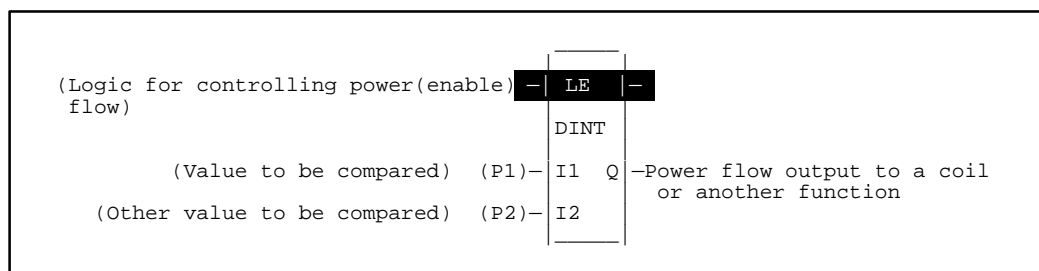 (Logic for controlling power(enable) –| LE |–
flow)
DINT
(Value to be compared) (P1)–|I1 Q|–Power flow output to a coil
or another function
(Other value to be compared) (P2)–|I2